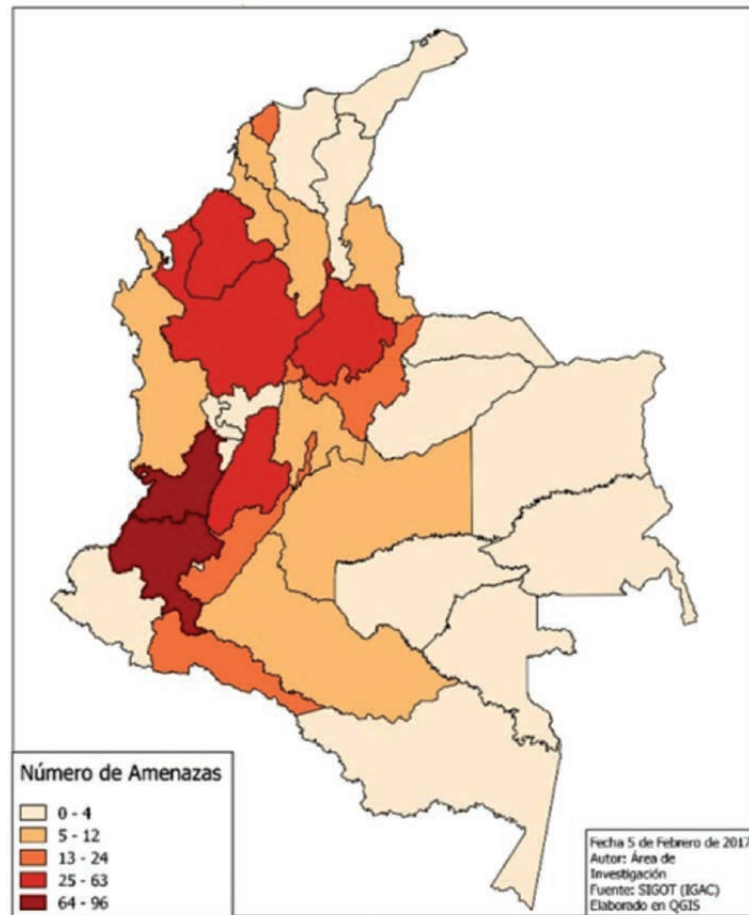 Número de Amenazas
0 - 4
5 - 12
13 - 24
25 - 63
64 - 96
Fecha 5 de Febrero de 2017
Autor: Área de
Investigación
Fuente: SIGOT (IGAC)
Elaborado en QGIS